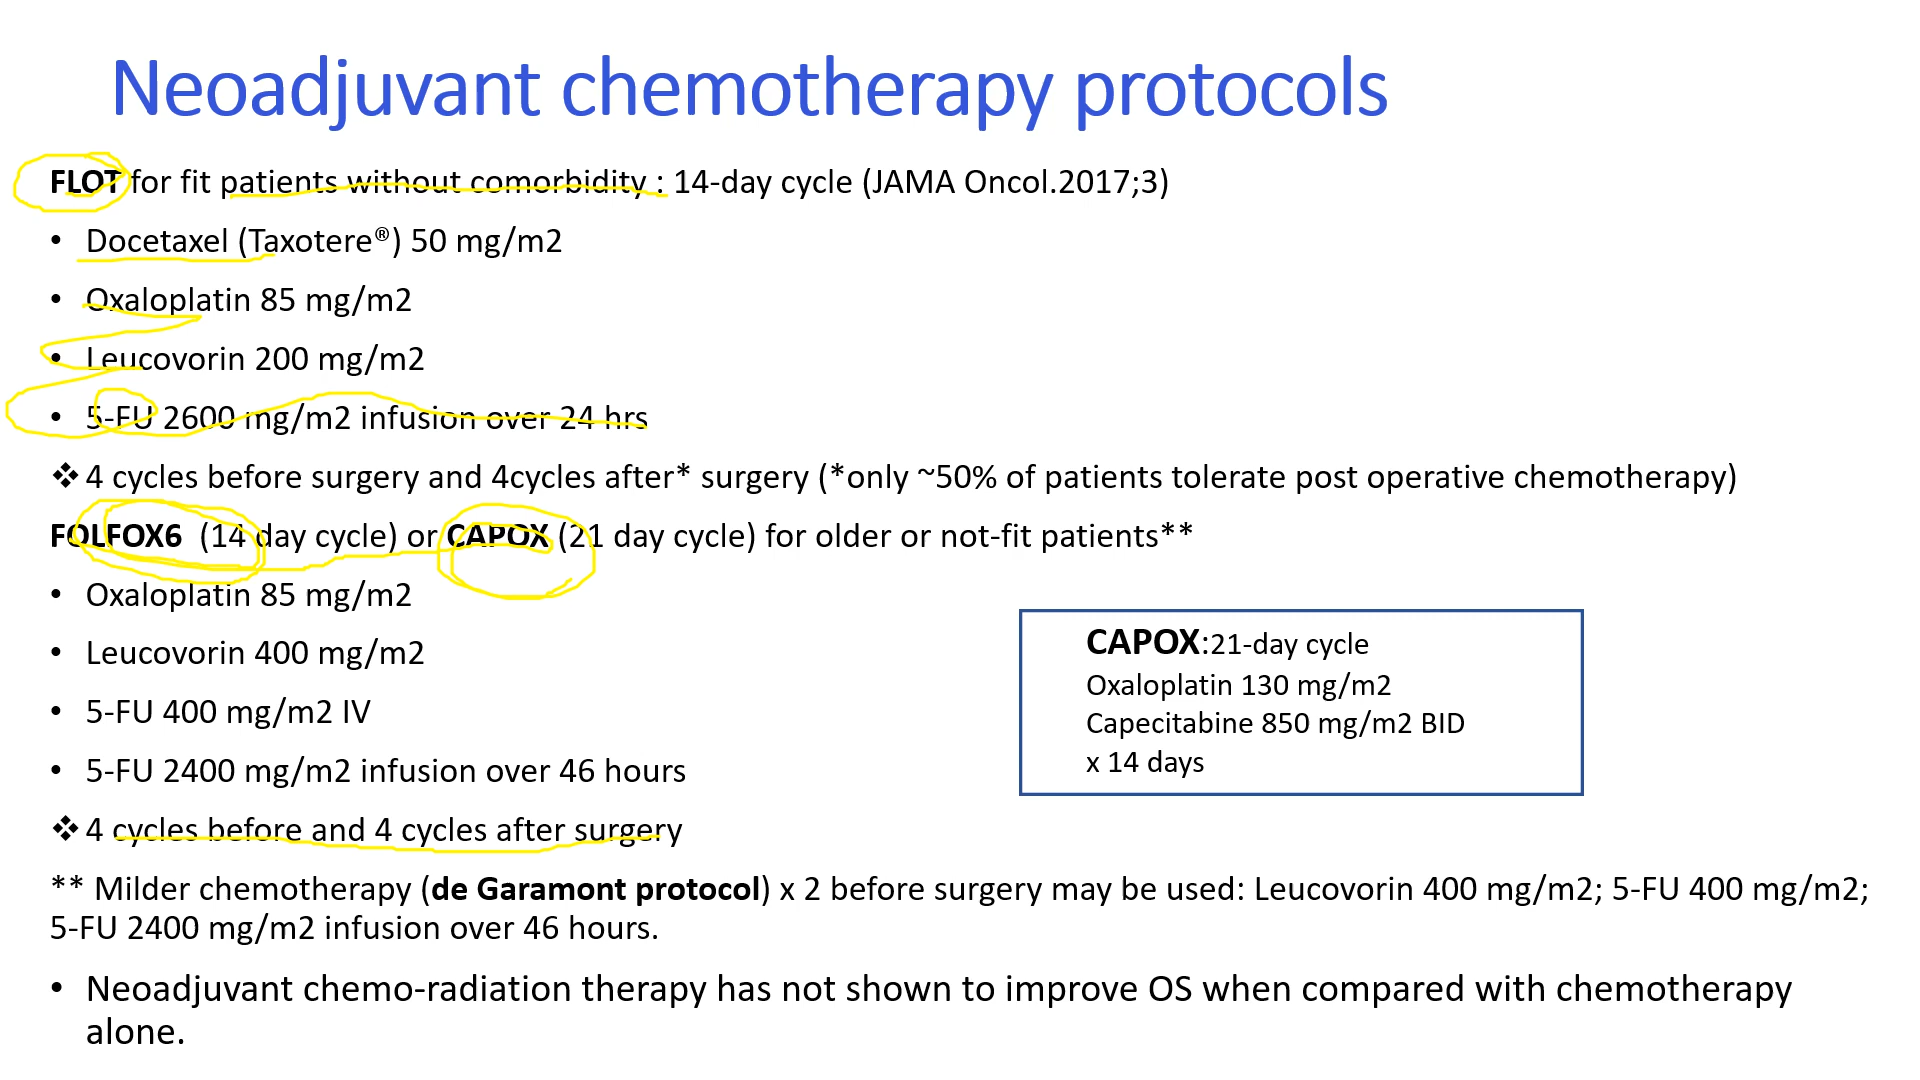 Neoadjuvant chemotherapy protocols
FLOT for fit patients without comorbidity : 14-day cycle (JAMA Oncol.2017;3)
• Docetaxel (Taxotere®) 50 mg/m2
• Oxaloplatin 85 mg/m2
• Leucovorin 200 mg/m2
• 5-FU 2600 mg/m2 infusion over 24 hrs
❖ 4 cycles before surgery and 4cycles after* surgery (*only ~50% of patients tolerate post operative chemotherapy)
FOLFOX6 (14 day cycle) or CAPOX (21 day cycle) for older or not-fit patients**
• Oxaloplatin 85 mg/m2
• Leucovorin 400 mg/m2
• 5-FU 400 mg/m2 IV
• 5-FU 2400 mg/m2 infusion over 46 hours
❖ 4 cycles before and 4 cycles after surgery
CAPOX:21-day cycle
Oxaloplatin 130 mg/m2
Capecitabine 850 mg/m2 BID
x 14 days
** Milder chemotherapy (de Garamont protocol) x 2 before surgery may be used: Leucovorin 400 mg/m2; 5-FU 400 mg/m2;
5-FU 2400 mg/m2 infusion over 46 hours.
• Neoadjuvant chemo-radiation therapy has not shown to improve OS when compared with chemotherapy
alone.